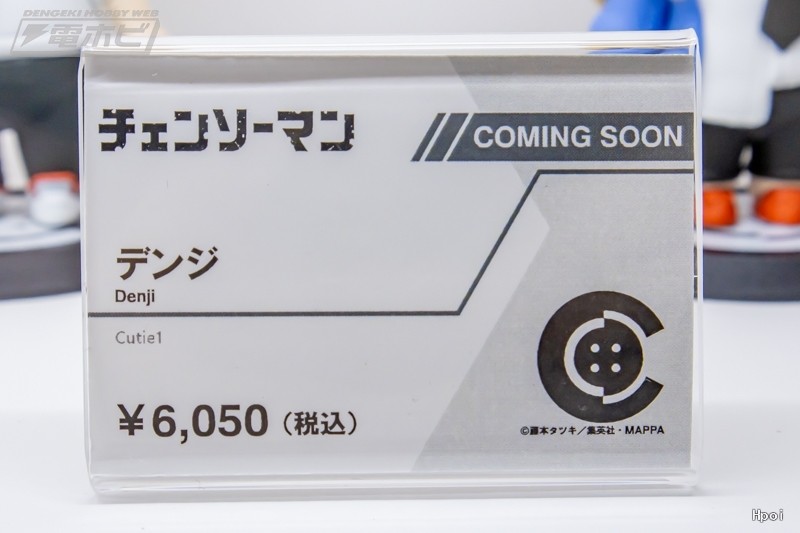 DENGEKI HOBBY WEB
電ホビ
チェンソーマン
COMING SOON
デンジ
Denji
Cutie1
¥6,050(税込)
©藤本タツキ/集英社・MAPPA
Hpoi